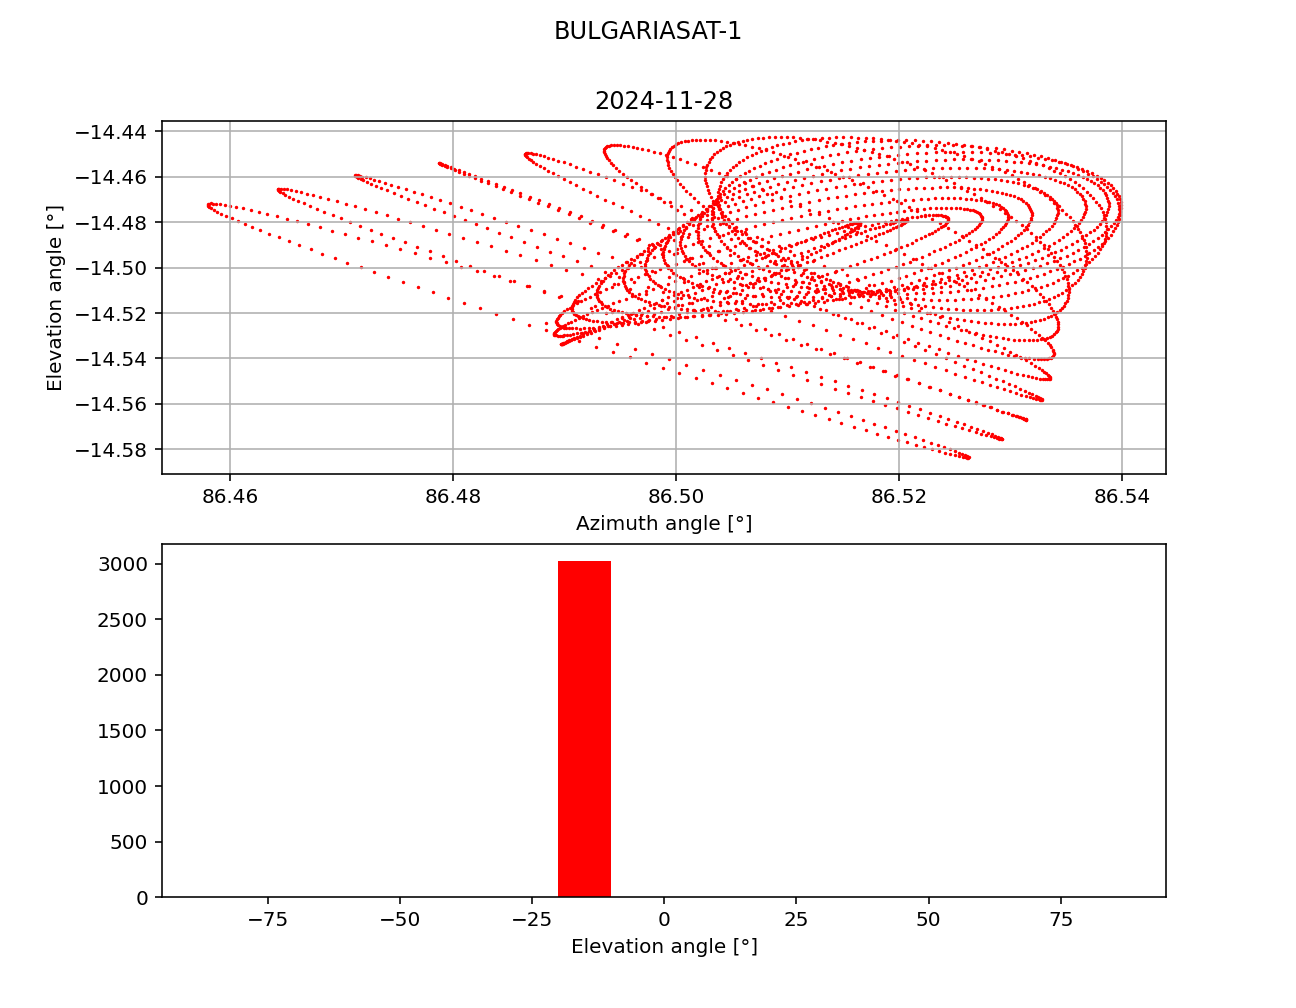 BULGARIASAT-1
2024-11-28
−14.44
−14.46
−14.48
−14.50
−14.52
−14.54
−14.56
−14.58
Elevation angle [°]
86.46 86.48 86.50 86.52 86.54
Azimuth angle [°]
3000
2500
2000
1500
1000
500
0
−75 −50 −25 0 25 50 75
Elevation angle [°]